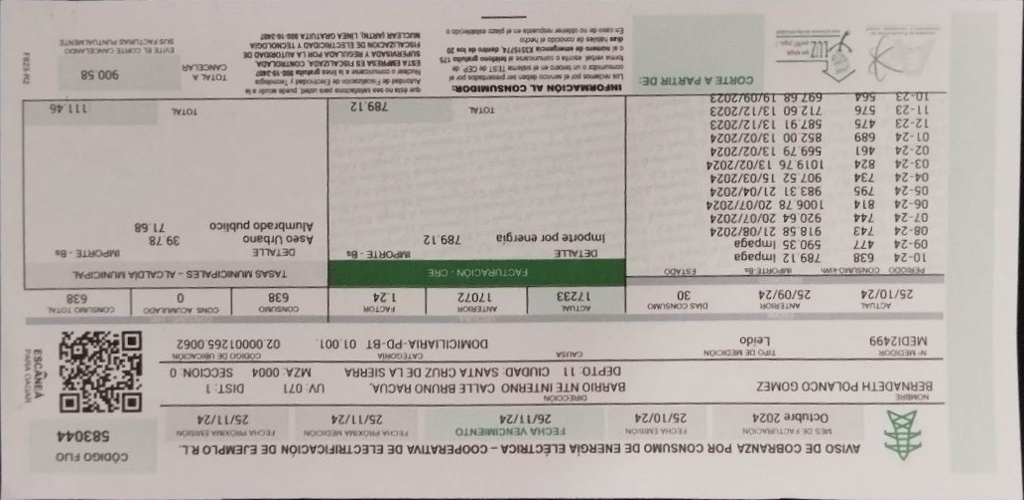 AVISO DE COBRANZA POR CONSUMO DE ENERGÍA ELÉCTRICA – COOPERATIVA DE ELECTRIFICACIÓN DE EJEMPLO R.L.
CÓDIGO FIJO
583044
MES DE FACTURACIÓN
Octubre 2024
FECHA EMISIÓN
25/10/24
FECHA VENCIMIENTO
26/11/24
FECHA PRÓXIMA MEDICIÓN
25/11/24
FECHA PRÓXIMA EMISIÓN
25/11/24
NOMBRE:
BERNADETH POLANCO GOMEZ
DIRECCIÓN
BARRIO NTE INTERNO CALLE BRUNO RACUA, UV. 071 DIST. 1
DEPTO. 11 CIUDAD: SANTA CRUZ DE LA SIERRA MZA: 0004 SECCION. 0
ESCANÉA
PARA PAGAR
Nº MEDIDOR
MEDI2499
TIPO DE MEDICIÓN
Leído
CAUSA
CATEGORÍA
DOMICILIARIO-PD-BT 01.001.
CÓDIGO DE UBICACIÓN
02.00001265.0062
ACTUAL
25/10/24
ANTERIOR
25/09/24
DÍAS CONSUMO
30
ACTUAL
17233
ANTERIOR
17072
FACTOR
1.24
CONSUMO
638
CONS ACUMULADO
0
CONSUMO TOTAL
638
PERIODO CONSUMO kWh IMPORTE-Bs ESTADO
10-24 638 789.12 Impaga
09-24 477 590.35 Impaga
08-24 743 918.58 21/08/2024
07-24 744 920.64 20/07/2024
06-24 814 1006.78 20/07/2024
05-24 795 983.31 21/04/2024
04-24 734 907.52 15/03/2024
03-24 824 1019.76 13/02/2024
02-24 461 569.79 13/02/2024
01-24 689 852.00 13/02/2024
12-23 475 587.91 13/12/2023
11-23 576 712.60 13/12/2023
10-23 564 697.68 19/09/2023
FACTURACIÓN - CRE
DETALLE IMPORTE - Bs
Importe por energía 789.12
TOTAL 789.12
TASAS MUNICIPALES – ALCALDÍA MUNICIPAL
DETALLE IMPORTE - Bs
Aseo Urbano 39.78
Alumbrado publico 71.68
TOTAL 111.46
CORTE A PARTIR DE:
INFORMACIÓN AL CONSUMIDOR:
Los reclamos por el servicio deben ser presentados por el
consumidor o un tercero en el sistema TEST de CEP de
forma verbal, escrita o comunicarse al teléfono gratuito 175
o al número de emergencia 9351574, dentro de los 20
días hábiles de conocido el hecho
En caso de no obtener respuesta en el plazo establecido o
que ésta no sea satisfactoria para usted, puede acudir a la
Autoridad de Fiscalización de Electricidad y Tecnología
Nuclear o comunicarse a la línea gratuita 800-10-2407
ESTA EMPRESA ES FISCALIZADA, CONTROLADA,
SUPERVISADA Y REGULADA POR LA AUTORIDAD DE
FISCALIZACIÓN DE ELECTRICIDAD Y TECNOLOGÍA
NUCLEAR (AETN), LÍNEA GRATUITA 800-10-2407
TOTAL A
CANCELAR
900.58
EVITE EL CORTE CANCELANDO
SUS FACTURAS PUNTUALMENTE
LUZ